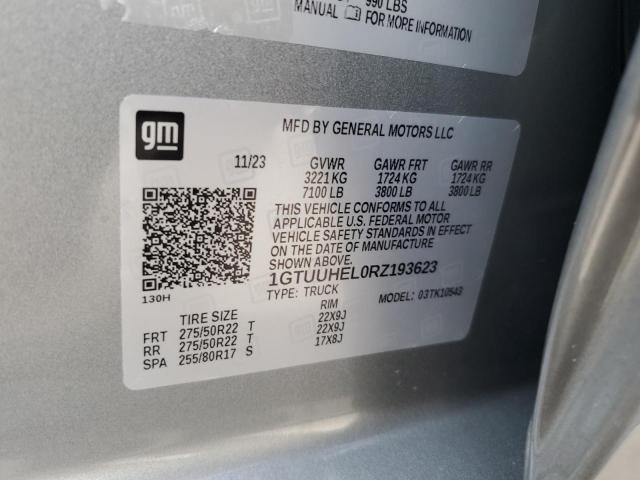 990 LBS
MANUAL FOR MORE INFORMATION
gm
MFD BY GENERAL MOTORS LLC
11/23 GVWR GAWR FRT GAWR RR
3221 KG 1724 KG 1724 KG
7100 LB 3800 LB 3800 LB
THIS VEHICLE CONFORMS TO ALL
APPLICABLE U.S. FEDERAL MOTOR
VEHICLE SAFETY STANDARDS IN EFFECT
ON THE DATE OF MANUFACTURE
SHOWN ABOVE.
1GTUUHEL0RZ193623
130H
TYPE: TRUCK MODEL: 03TK10543
TIRE SIZE RIM
FRT 275/50R22 T 22X9J
RR 275/50R22 T 22X9J
SPA 255/80R17 S 17X8J